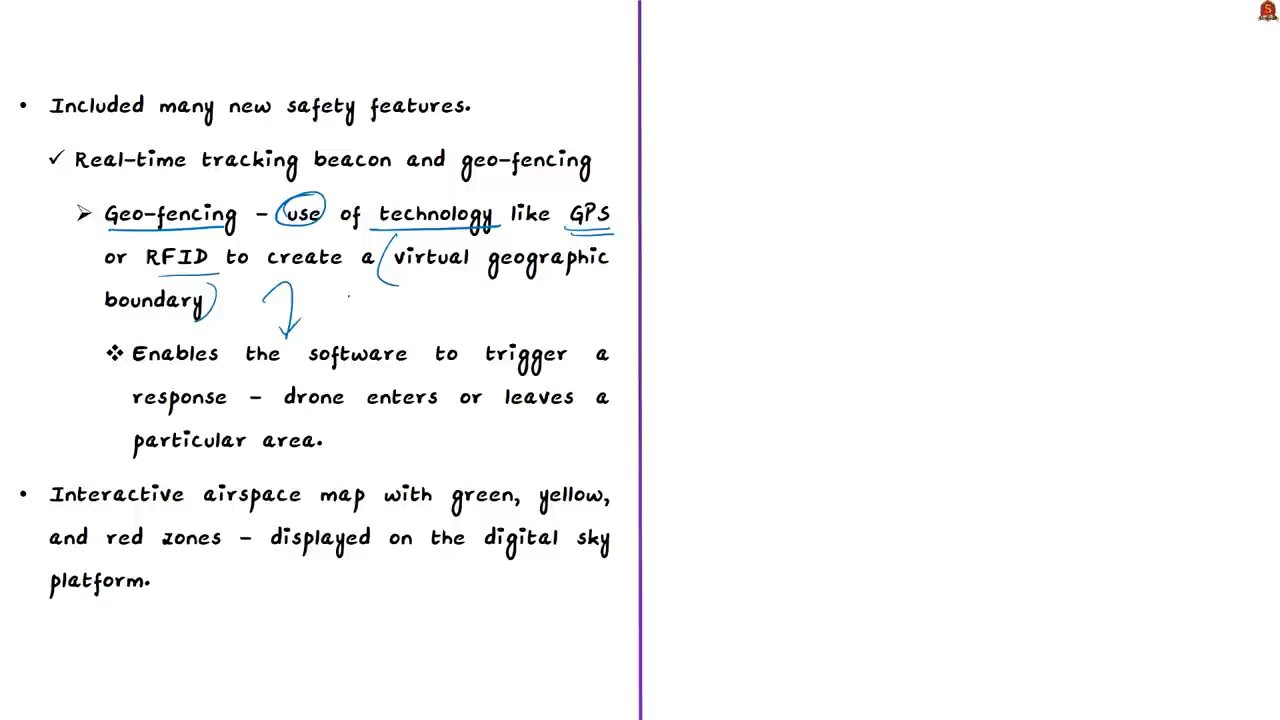 • Included many new safety features.
✓ Real-time tracking beacon and geo-fencing
➤ Geo-fencing – use of technology like GPS
or RFID to create a virtual geographic
boundary
❖ Enables the software to trigger a
response – drone enters or leaves a
particular area.
• Interactive airspace map with green, yellow,
and red zones – displayed on the digital sky
platform.